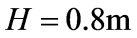 H = 0.8m